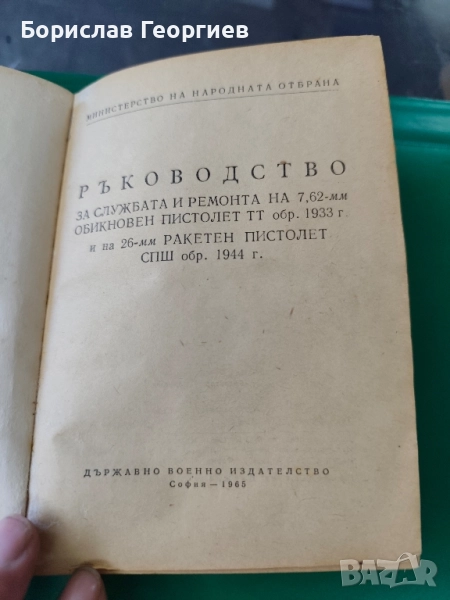 Борислав Георгиев
МИНИСТЕРСТВО НА НАРОДНАТА ОТБРАНА
РЪКОВОДСТВО
ЗА СЛУЖБАТА И РЕМОНТА НА 7,62-мм
ОБИКНОВЕН ПИСТОЛЕТ ТТ обр. 1933 г.
и на 26-мм РАКЕТЕН ПИСТОЛЕТ
СПШ обр. 1944 г.
ДЪРЖАВНО ВОЕННО ИЗДАТЕЛСТВО
София — 1965
BAZAR